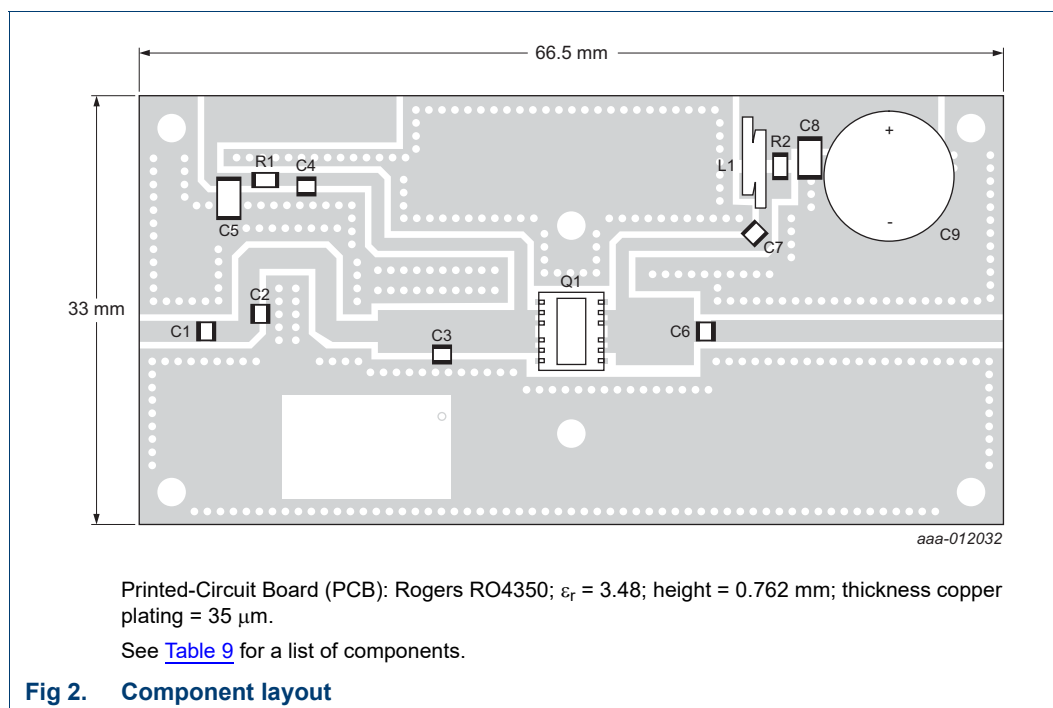 66.5 mm
33 mm
R1
C4
C5
L1
R2
C8
+
-
C9
C7
Q1
C2
C1
C3
C6
aaa-012032
Printed-Circuit Board (PCB): Rogers RO4350; εr = 3.48; height = 0.762 mm; thickness copper
plating = 35 μm.
See Table 9 for a list of components.
Fig 2. Component layout